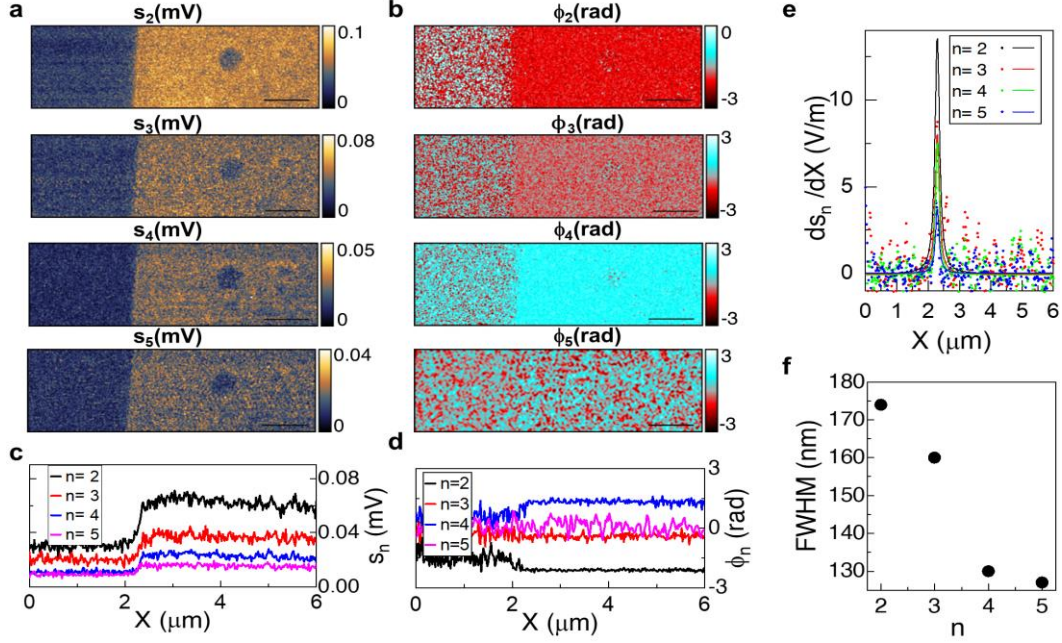 a
s2(mV)
0.1
0
s3(mV)
0.08
0
s4(mV)
0.05
0
s5(mV)
0.04
0
b
ϕ2(rad)
0
-3
ϕ3(rad)
3
-3
ϕ4(rad)
3
-3
ϕ5(rad)
3
-3
c
n= 2
n= 3
n= 4
n= 5
0.08
0.04
0.00
sn (mV)
0 2 4 6
X (μm)
d
n=2
n=3
n=4
n=5
3
0
-3
ϕn (rad)
0 2 4 6
X (μm)
e
n= 2
n= 3
n= 4
n= 5
10
5
0
dsn /dX (V/m)
0 1 2 3 4 5 6
X (μm)
f
180
170
160
150
140
130
FWHM (nm)
2 3 4 5
n